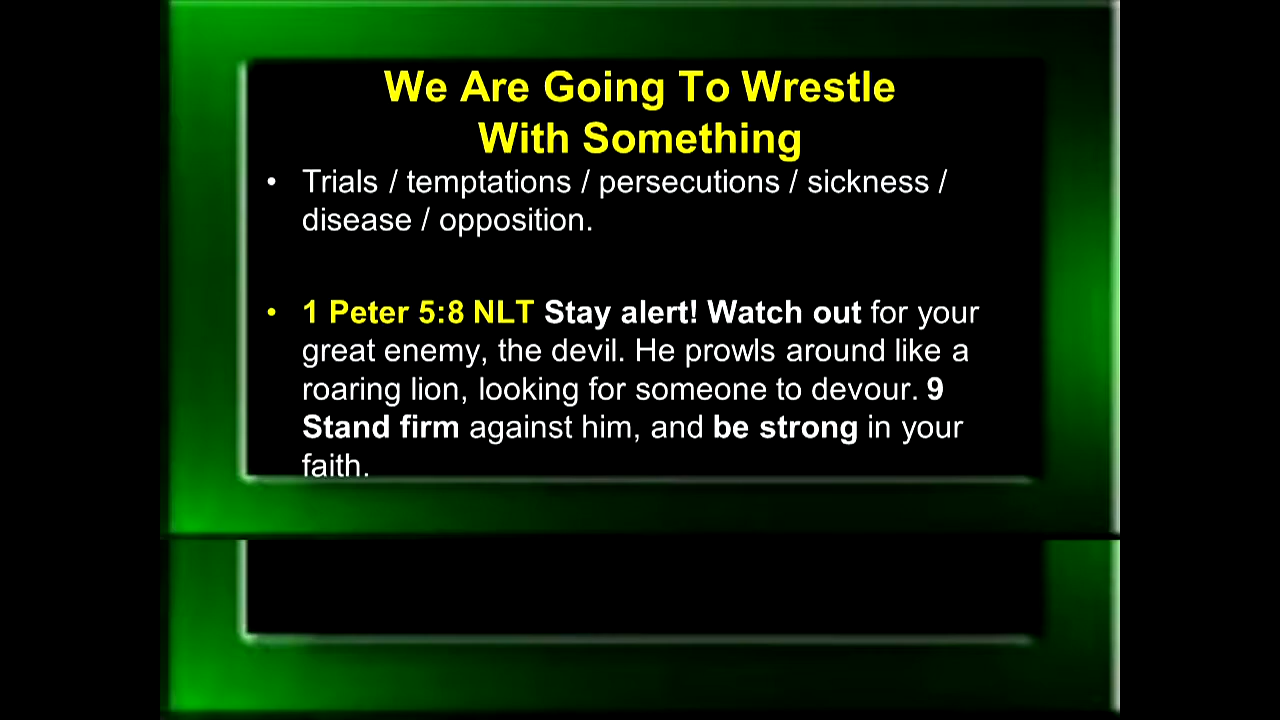 We Are Going To Wrestle
With Something
• Trials / temptations / persecutions / sickness /
disease / opposition.
• 1 Peter 5:8 NLT Stay alert! Watch out for your
great enemy, the devil. He prowls around like a
roaring lion, looking for someone to devour. 9
Stand firm against him, and be strong in your
faith.